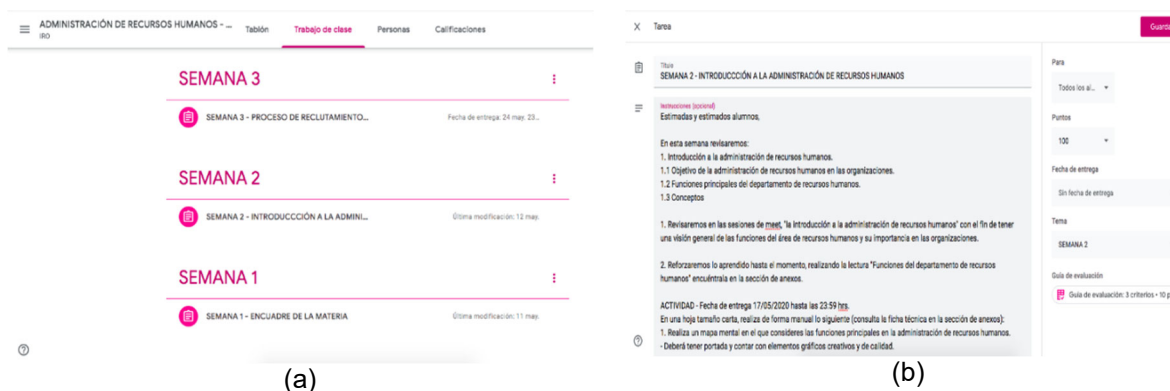 ADMINISTRACIÓN DE RECURSOS HUMANOS - ...
IRO
Tablón
Trabajo de clase
Personas
Calificaciones
SEMANA 3
SEMANA 3 - PROCESO DE RECLUTAMIENTO...
Fecha de entrega: 24 may. 23...
SEMANA 2
SEMANA 2 - INTRODUCCCIÓN A LA ADMINI...
Última modificación: 12 may.
SEMANA 1
SEMANA 1 - ENCUADRE DE LA MATERIA
Última modificación: 11 may.
(a)
X Tarea
Guarda
Título
SEMANA 2 - INTRODUCCCIÓN A LA ADMINISTRACIÓN DE RECURSOS HUMANOS
Instrucciones (opcional)
Estimadas y estimados alumnos,
En esta semana revisaremos:
1. Introducción a la administración de recursos humanos.
1.1 Objetivo de la administración de recursos humanos en las organizaciones.
1.2 Funciones principales del departamento de recursos humanos.
1.3 Conceptos
1. Revisaremos en las sesiones de meet, "la introducción a la administración de recursos humanos" con el fin de tener
una visión general de las funciones del área de recursos humanos y su importancia en las organizaciones.
2. Reforzaremos lo aprendido hasta el momento, realizando la lectura "Funciones del departamento de recursos
humanos" encuéntrala en la sección de anexos.
ACTIVIDAD - Fecha de entrega 17/05/2020 hasta las 23:59 hrs.
En una hoja tamaño carta, realiza de forma manual lo siguiente (consulta la ficha técnica en la sección de anexos):
1. Realiza un mapa mental en el que consideres las funciones principales en la administración de recursos humanos.
- Deberá tener portada y contar con elementos gráficos creativos y de calidad.
Para
Todos los al...
Puntos
100
Fecha de entrega
Sin fecha de entrega
Tema
SEMANA 2
Guía de evaluación
Guía de evaluación: 3 criterios • 10 p
(b)